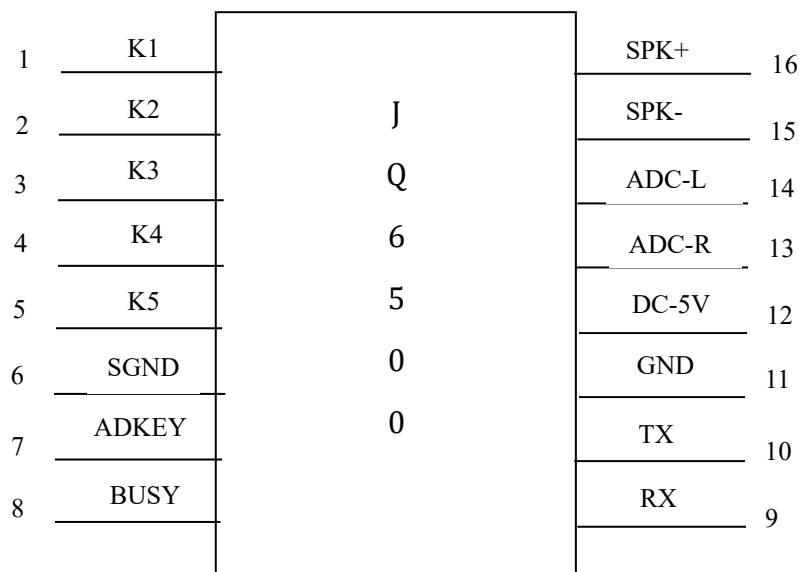 1 K1
2 K2
3 K3
4 K4
5 K5
6 SGND
7 ADKEY
8 BUSY
J
Q
6
5
0
0
SPK+ 16
SPK- 15
ADC-L 14
ADC-R 13
DC-5V 12
GND 11
TX 10
RX 9